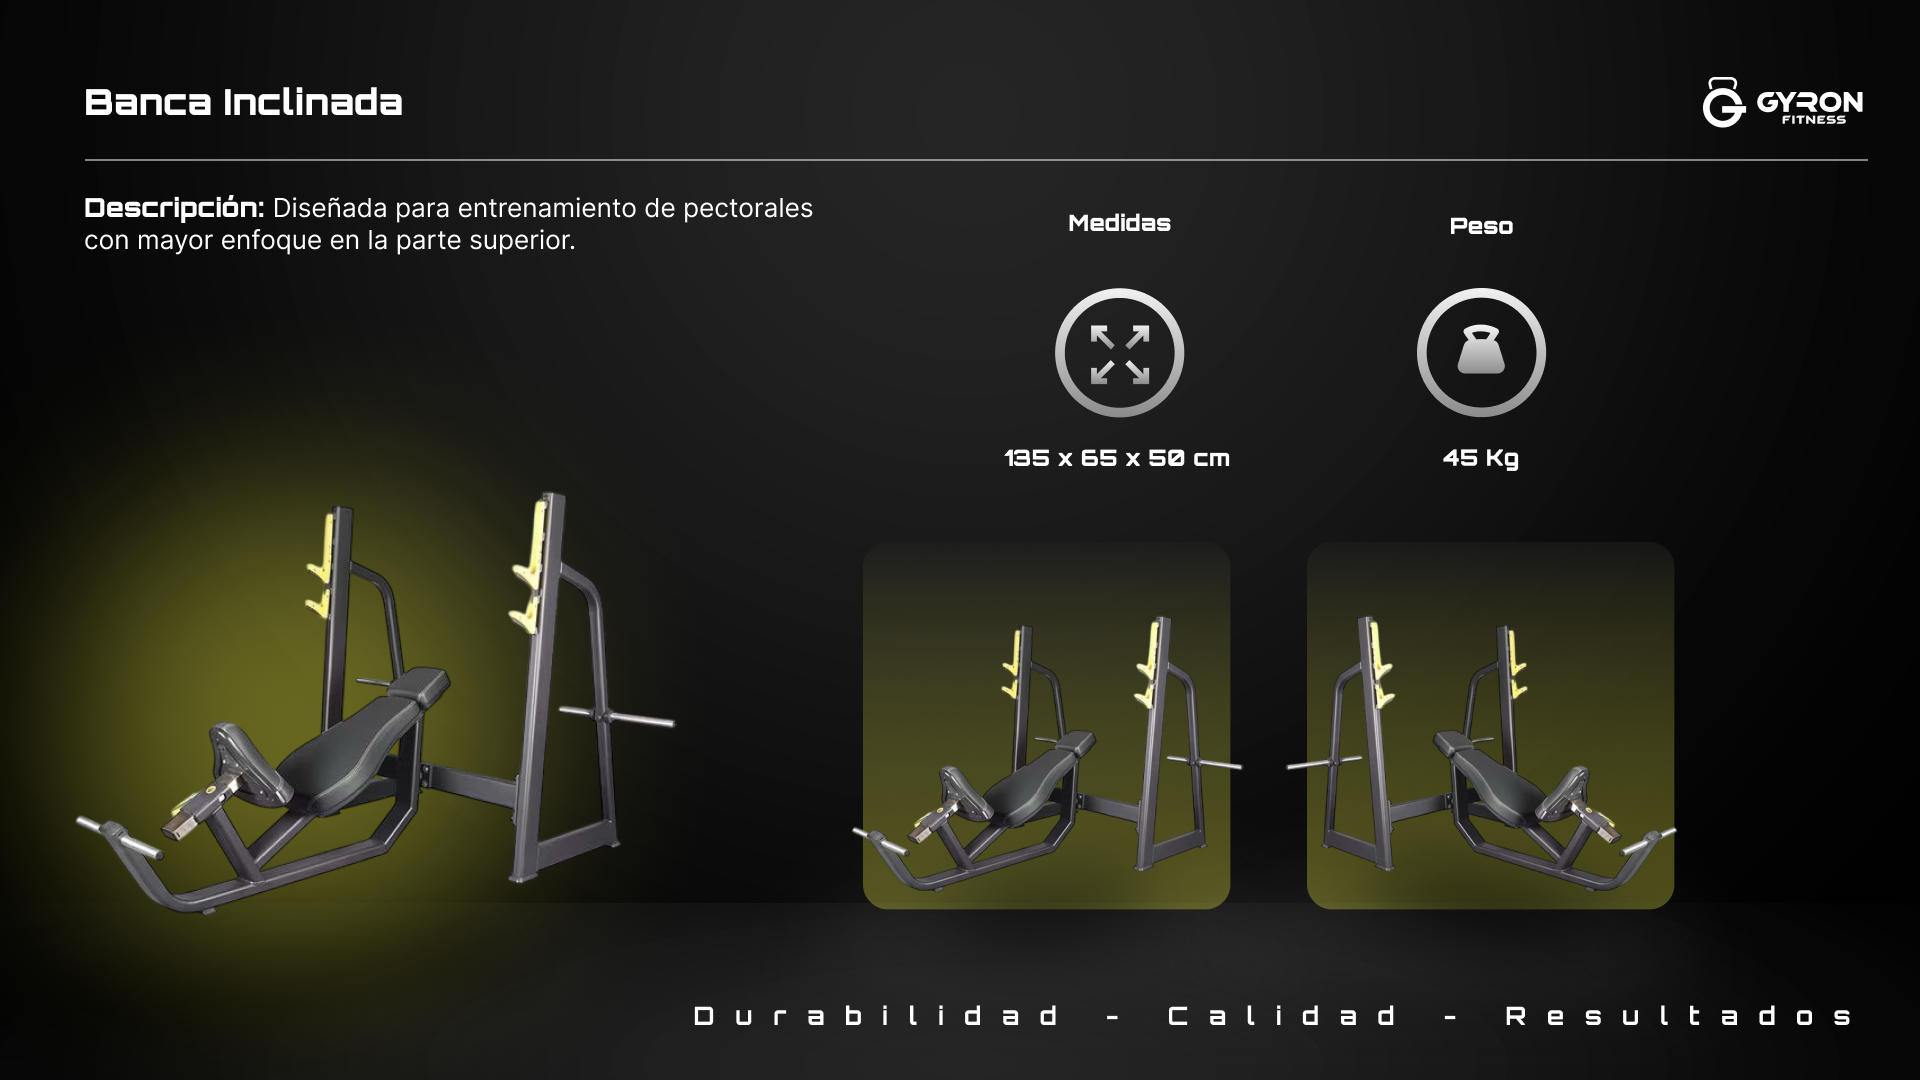 Banca Inclinada
GYRON
FITNESS
Descripción: Diseñada para entrenamiento de pectorales
con mayor enfoque en la parte superior.
Medidas
135 x 65 x 50 cm
Peso
45 Kg
Durabilidad - Calidad - Resultados